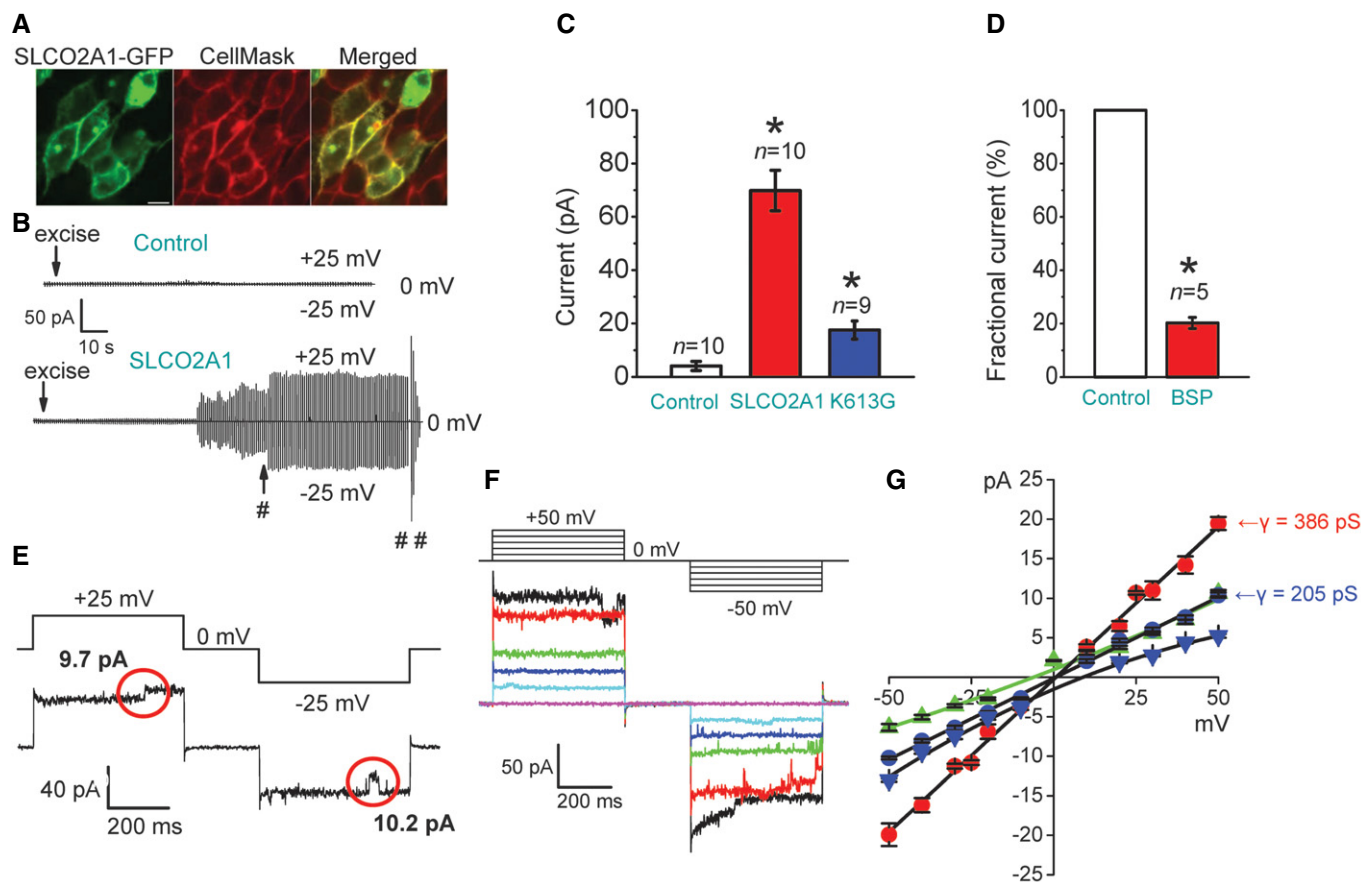 A
SLCO2A1-GFP CellMask Merged
B
excise
Control
+25 mV
0 mV
-25 mV
50 pA
10 s
SLCO2A1
excise
+25 mV
0 mV
-25 mV
#
##
C
Current (pA)
100
80
60
40
20
0
n=10
*
n=10
*
n=9
Control SLCO2A1 K613G
D
Fractional current (%)
100
80
60
40
20
0
*
n=5
Control BSP
E
+25 mV
0 mV
-25 mV
9.7 pA
10.2 pA
40 pA
200 ms
F
+50 mV
0 mV
-50 mV
50 pA
200 ms
G
pA
25
20
15
10
5
-5
-10
-15
-20
-25
-50 -25 25 50
mV
←γ = 386 pS
←γ = 205 pS